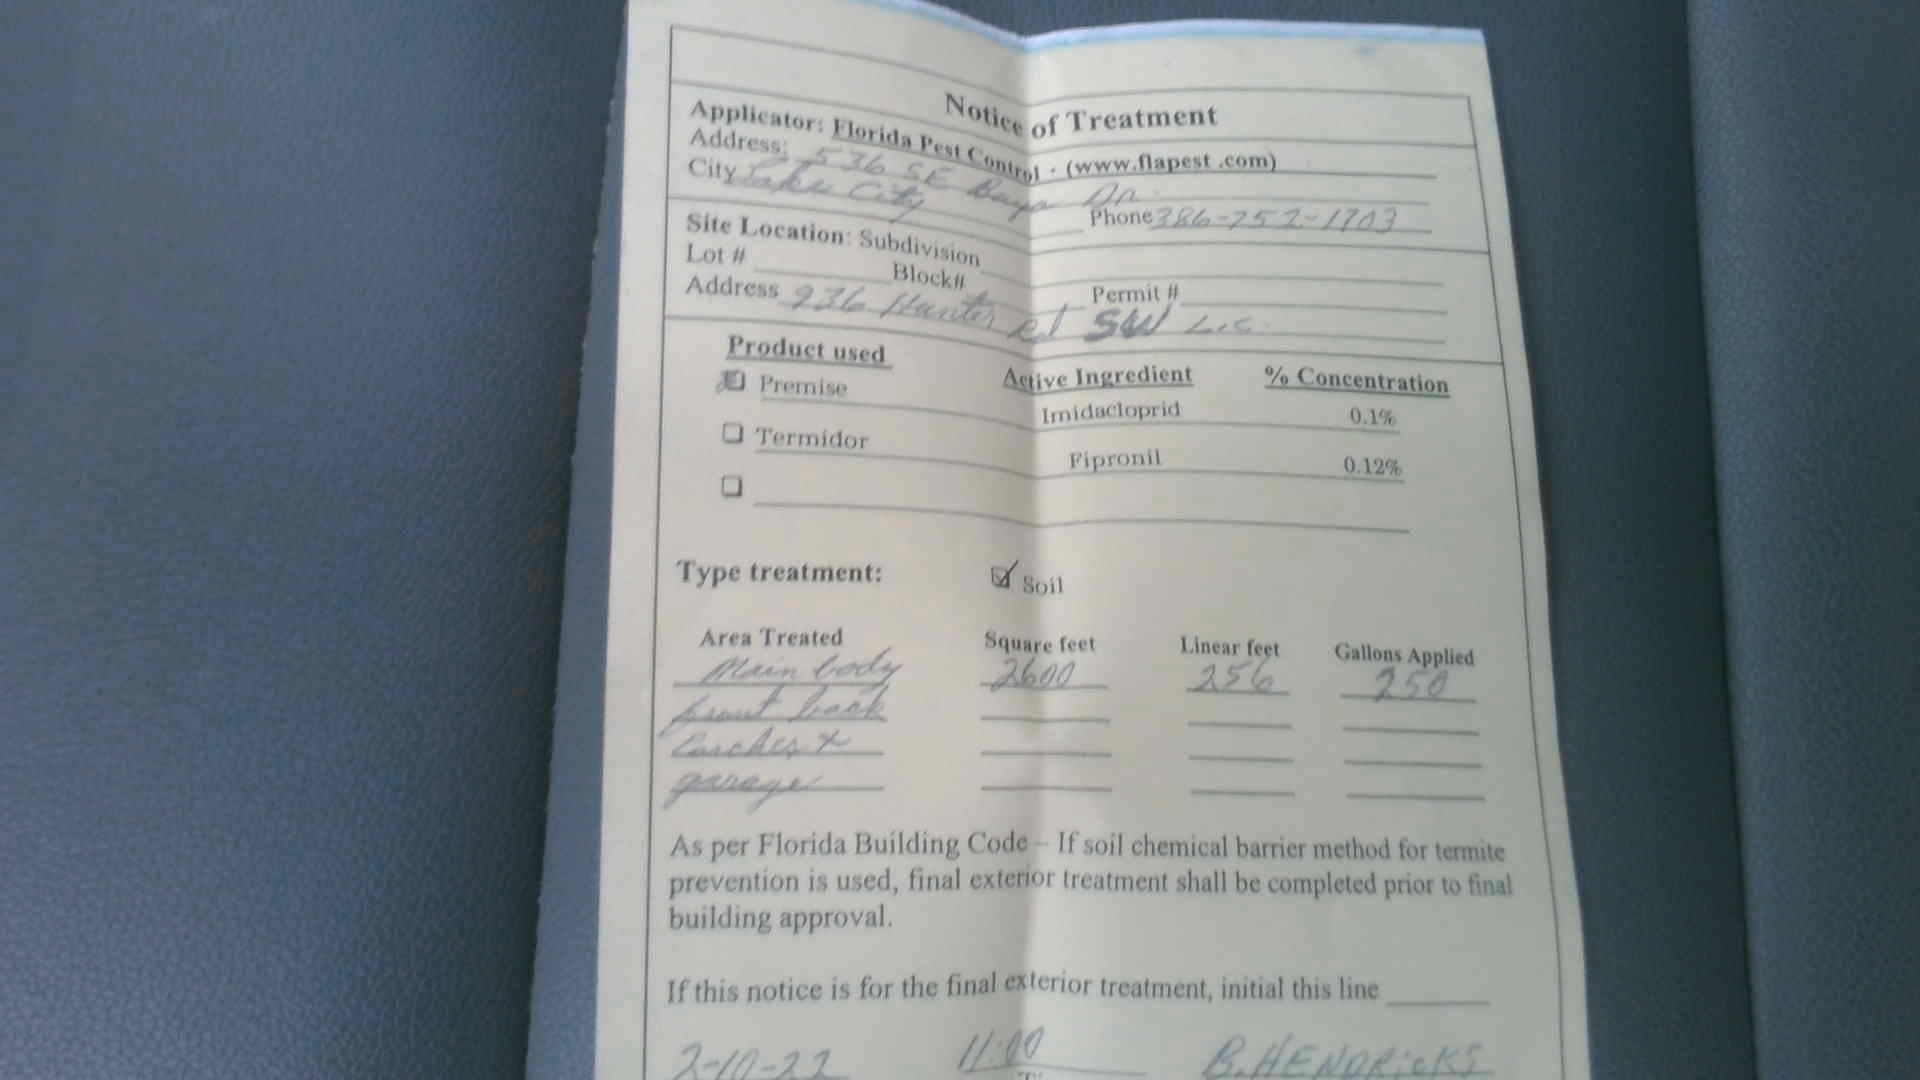 Notice of Treatment
Applicator: Florida Pest Control · (www.flapest .com)
Address: 536 SE Baya Dr.
City Lake City Phone 386-752-1703
Site Location: Subdivision
Lot # Block# Permit #
Address 936 Hunter rd SW L.C.
Product used Active Ingredient % Concentration
Premise Imidacloprid 0.1%
Termidor Fipronil 0.12%
Type treatment: Soil
Area Treated Square feet Linear feet Gallons Applied
Main body 2600 256 250
front back
Porches +
garage
As per Florida Building Code – If soil chemical barrier method for termite
prevention is used, final exterior treatment shall be completed prior to final
building approval.
If this notice is for the final exterior treatment, initial this line
2-10-22 11:00 B. HENDRICKS